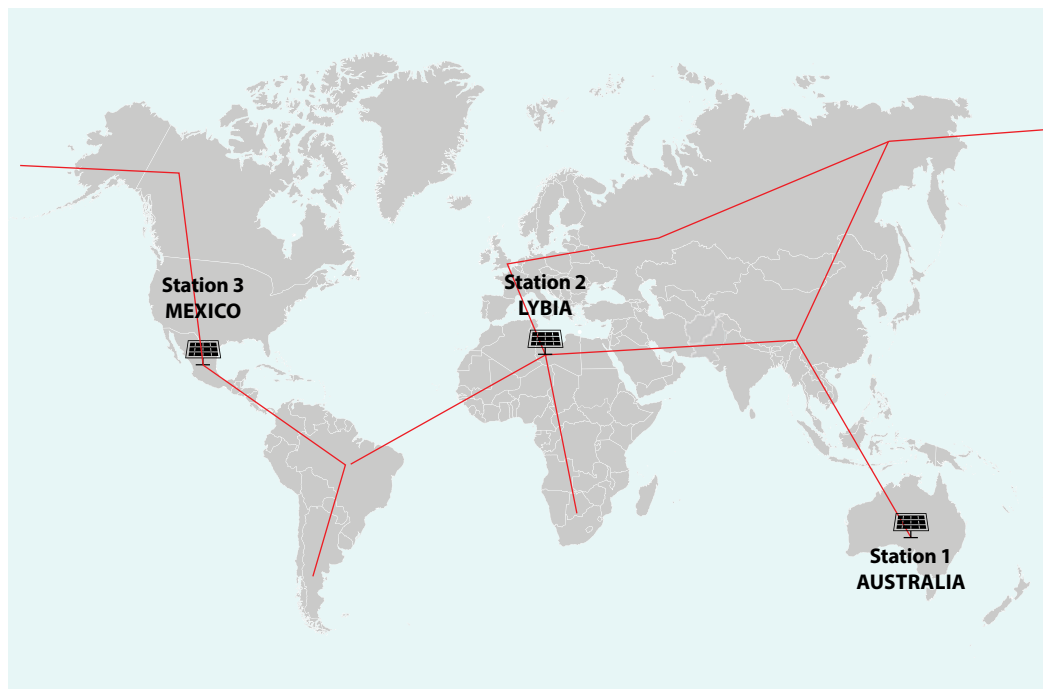 Station 3
MEXICO
Station 2
LYBIA
Station 1
AUSTRALIA